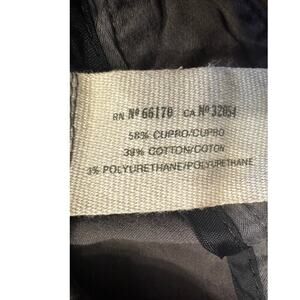 RN Nº 66170 CA Nº 32054
58% CUPRO/CUPRO
39% COTTON/COTON
3% POLYURETHANE/POLYURETHANE